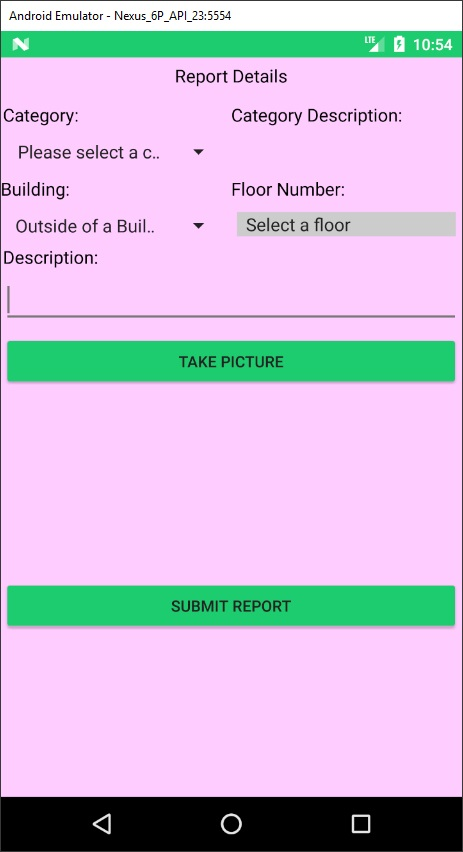 Android Emulator - Nexus_6P_API_23:5554
LTE 10:54
Report Details
Category: Category Description:
Please select a c..
Building: Floor Number:
Outside of a Buil.. Select a floor
Description:
TAKE PICTURE
SUBMIT REPORT